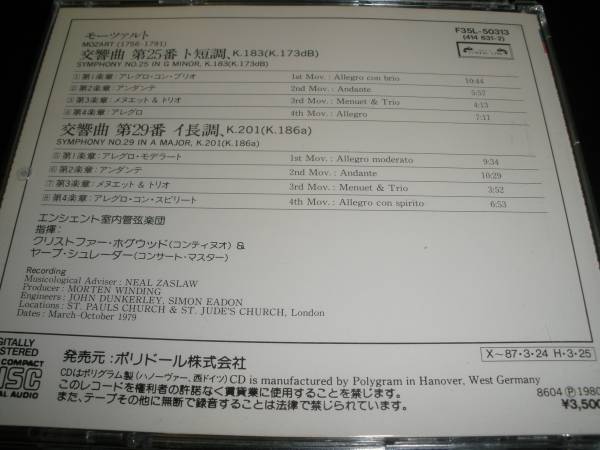 モーツァルト
MOZART (1756-1791)
F35L-50313
(414 631-2)
交響曲 第25番 ト短調、K.183(K.173dB)
SYMPHONY NO.25 IN G MINOR, K.183(K.173dB)
①第1楽章：アレグロ・コン・ブリオ 1st Mov.：Allegro con brio 10:44
②第2楽章：アンダンテ 2nd Mov.：Andante 5:52
③第3楽章：メヌエット & トリオ 3rd Mov.：Menuet & Trio 4:13
④第4楽章：アレグロ 4th Mov.：Allegro 7:11
交響曲 第29番 イ長調、K.201(K.186a)
SYMPHONY NO.29 IN A MAJOR, K.201(K.186a)
⑤第1楽章：アレグロ・モデラート 1st Mov.：Allegro moderato 9:34
⑥第2楽章：アンダンテ 2nd Mov.：Andante 10:29
⑦第3楽章：メヌエット & トリオ 3rd Mov.：Menuet & Trio 3:52
⑧第4楽章：アレグロ・コン・スピリート 4th Mov.：Allegro con spirito 6:53
エンシェント室内管弦楽団
指揮：
クリストファー・ホグウッド(コンティヌオ) &
ヤープ・シュレーダー(コンサート・マスター)
Recording
Musicological Adviser：NEAL ZASLAW
Producer：MORTEN WINDING
Engineers：JOHN DUNKERLEY, SIMON EADON
Locations：ST. PAULS CHURCH & ST. JUDE'S CHURCH, London
Dates：March-October 1979
COMPACT
DISC
AL AUDIO
発売元：ポリドール株式会社
X〜87・3・24 H・3・25
CDはポリグラム製(ハノーヴァー、西ドイツ) CD is manufactured by Polygram in Hanover, West Germany
このレコードを権利者の許諾なく賃貸業に使用することを禁じます。
また、テープその他に無断で録音することは法律で禁じられています。
8604 Ⓟ 1980
¥3,500